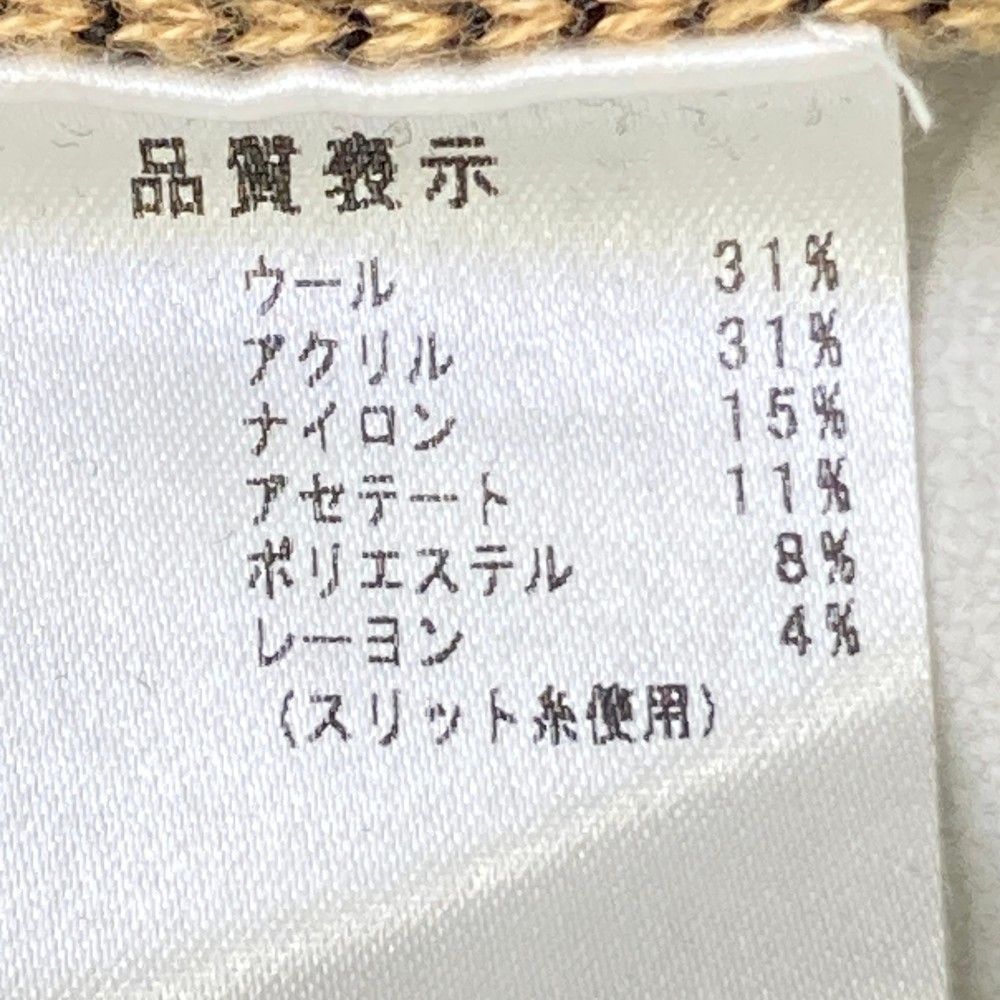 品質表示
ウール 31%
アクリル 31%
ナイロン 15%
アセテート 11%
ポリエステル 8%
レーヨン 4%
(スリット糸使用)